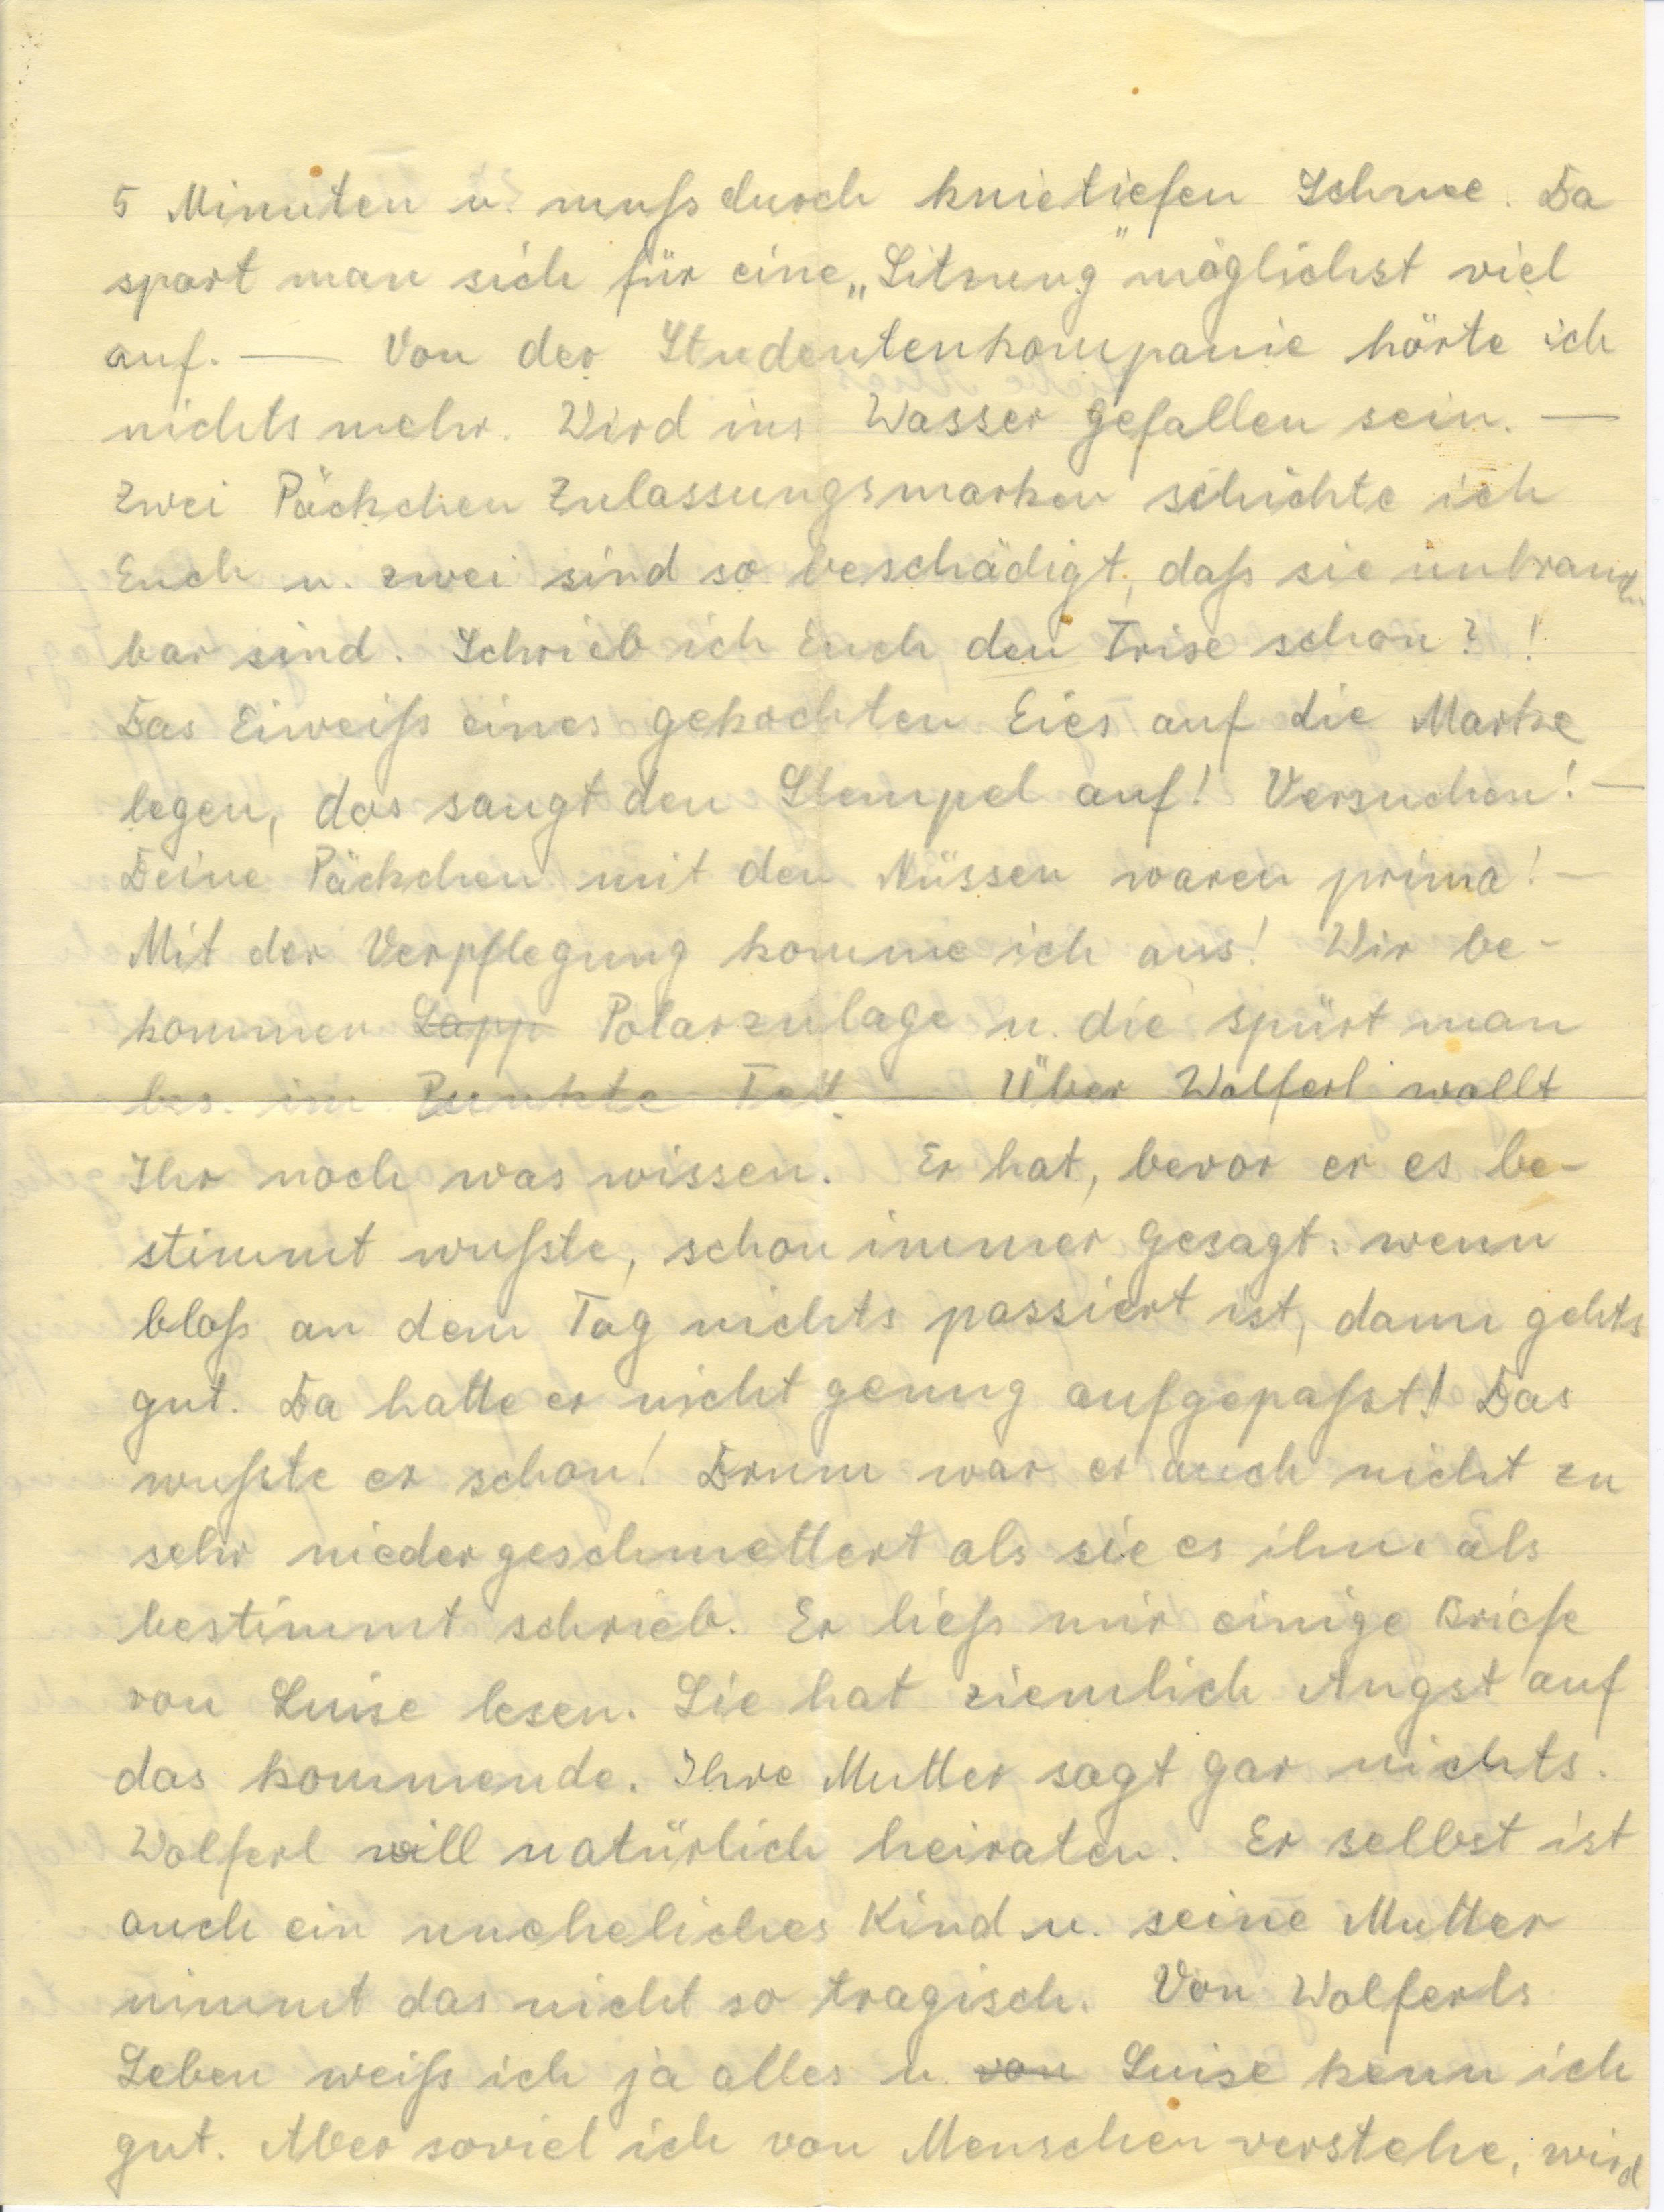 5 Minuten u. muß durch knietiefen Schnee. Da
spart man sich für eine „Sitzung" möglichst viel
auf. — Von der Studentenkompanie hörte ich
nichts mehr. Wird ins Wasser gefallen sein. —
Zwei Päckchen Zulassungsmarken schickte ich
Euch u. zwei sind so beschädigt, daß sie unbrauch-
bar sind. Schrieb ich Euch den Trise schon? !
Das Eiweiß eines gekochten Eies auf die Marke
legen, das saugt den Stempel auf! Versuchen! —
Deine Päckchen mit den Nüssen waren prima! —
Mit der Verpflegung komme ich aus! Wir be-
kommen Lapp Polarzulage u. die spürt man
bes. im Punkte Fett. — Über Wolferl wollt
Ihr noch was wissen. Er hat, bevor er es be-
stimmt wußte, schon immer gesagt: wenn
bloß an dem Tag nichts passiert ist, dann gehts
gut. Da hatte er nicht genug aufgepaßt! Das
wußte er schon! Drum war er auch nicht zu
sehr niedergeschmettert als sie es ihm als
bestimmt schrieb. Er ließ mir einige Briefe
von Luise lesen. Sie hat ziemlich Angst auf
das kommende. Ihre Mutter sagt gar nichts.
Wolferl will natürlich heiraten. Er selbst ist
auch ein uneheliches Kind u. seine Mutter
nimmt das nicht so tragisch. Von Wolferls
Leben weiß ich ja alles u. von Luise kenn ich
gut. Aber soviel ich von Menschen verstehe, wird